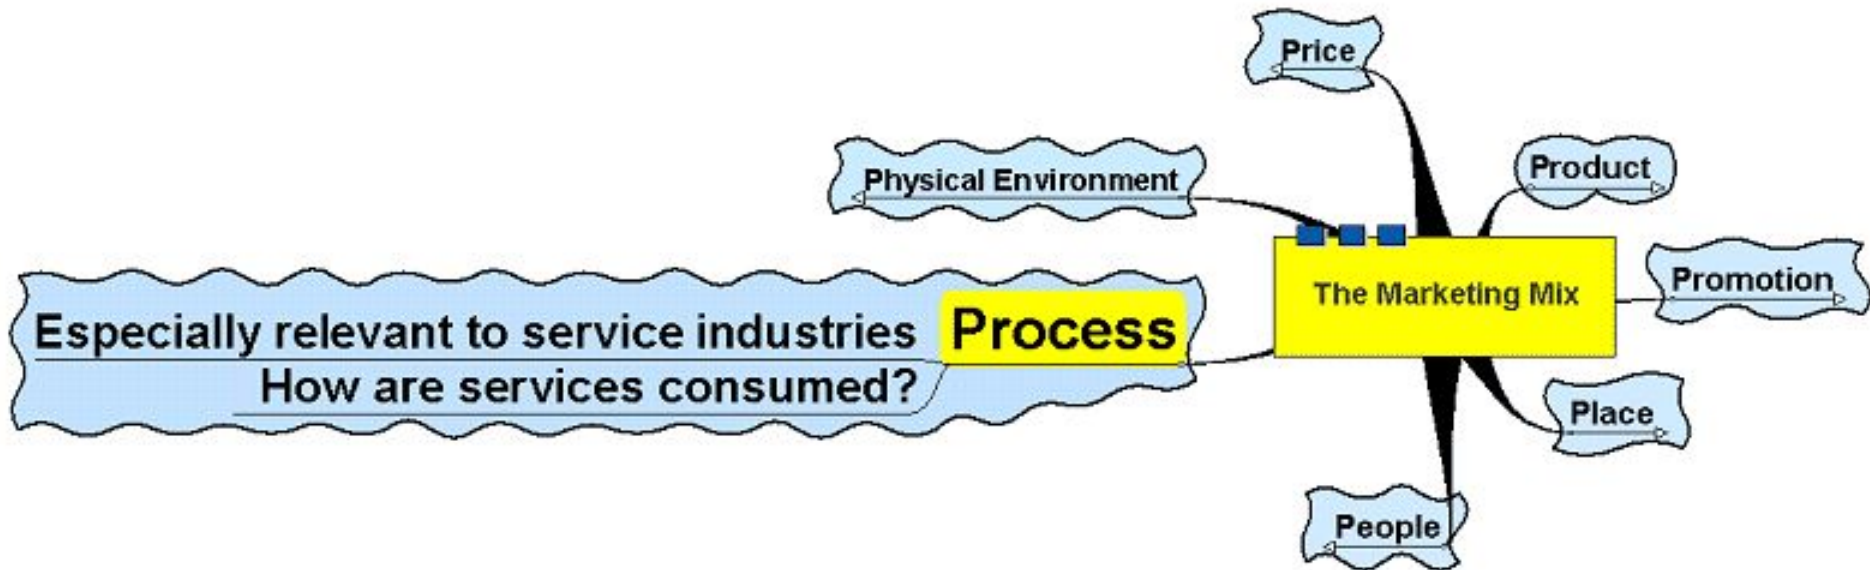 Price
Product
Physical Environment
The Marketing Mix
Promotion
Especially relevant to service industries
Process
How are services consumed?
Place
People